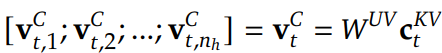 [v^C_{t,1}; v^C_{t,2}; ...; v^C_{t,n_h}] = v^C_t = W^{UV} c^{KV}_t